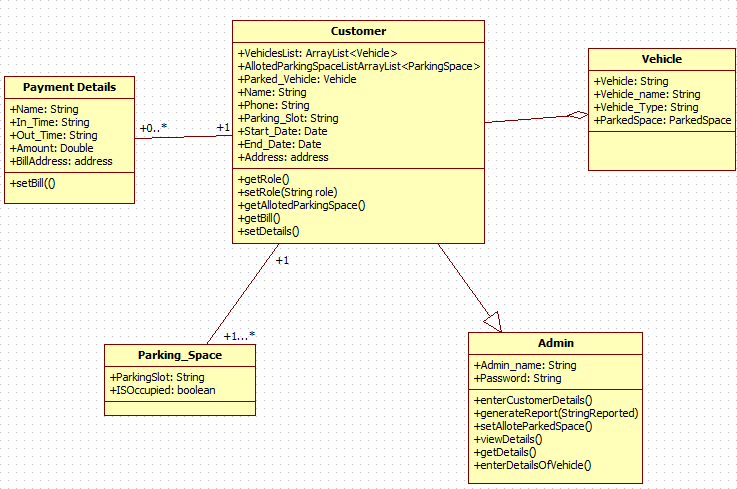 Customer
+VehiclesList: ArrayList<Vehicle>
+AllotedParkingSpaceListArrayList<ParkingSpace>
+Parked_Vehicle: Vehicle
+Name: String
+Phone: String
+Parking_Slot: String
+Start_Date: Date
+End_Date: Date
+Address: address
+getRole()
+setRole(String role)
+getAllotedParkingSpace()
+getBill()
+setDetails()
Vehicle
+Vehicle: String
+Vehicle_name: String
+Vehicle_Type: String
+ParkedSpace: ParkedSpace
Payment Details
+Name: String
+In_Time: String
+Out_Time: String
+Amount: Double
+BillAddress: address
+setBill(()
+0..*
+1
+1
+1...*
Parking_Space
+ParkingSlot: String
+ISOccupied: boolean
Admin
+Admin_name: String
+Password: String
+enterCustomerDetails()
+generateReport(StringReported)
+setAlloteParkedSpace()
+viewDetails()
+getDetails()
+enterDetailsOfVehicle()